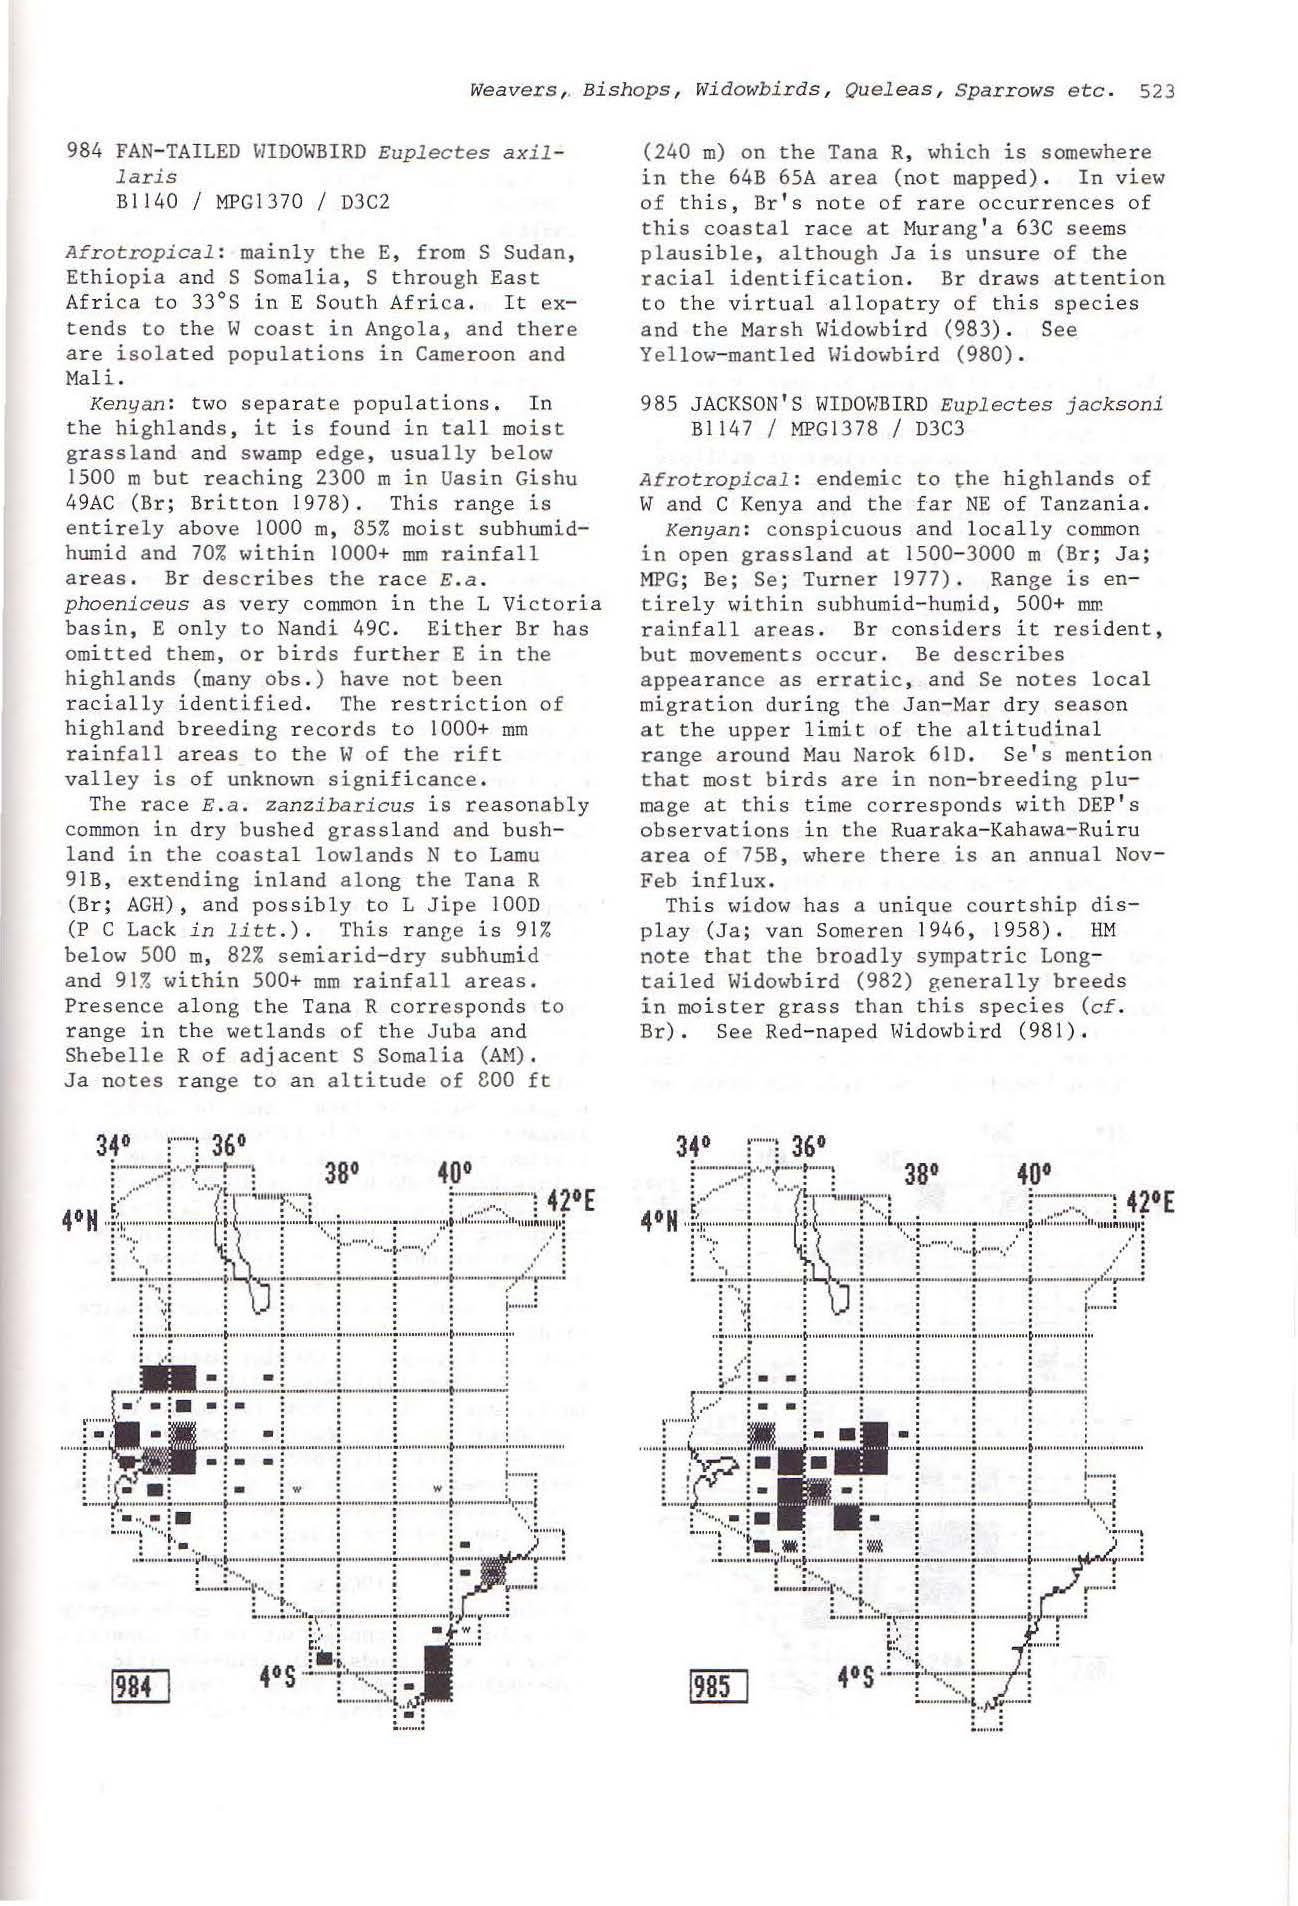 Weavers, Bishops, Widowbirds, Queleas, Sparrows etc. 523
984 FAN-TAILED WIDOWBIRD Euplectes axil-
laris
B1140 / MPG1370 / D3C2
Afrotropical: mainly the E, from S Sudan,
Ethiopia and S Somalia, S through East
Africa to 33°S in E South Africa. It ex-
tends to the W coast in Angola, and there
are isolated populations in Cameroon and
Mali.
Kenyan: two separate populations. In
the highlands, it is found in tall moist
grassland and swamp edge, usually below
1500 m but reaching 2300 m in Uasin Gishu
49AC (Br; Britton 1978). This range is
entirely above 1000 m, 85% moist subhumid-
humid and 70% within 1000+ mm rainfall
areas. Br describes the race E.a.
phoeniceus as very common in the L Victoria
basin, E only to Nandi 49C. Either Br has
omitted them, or birds further E in the
highlands (many obs.) have not been
racially identified. The restriction of
highland breeding records to 1000+ mm
rainfall areas to the W of the rift
valley is of unknown significance.
The race E.a. zanzibaricus is reasonably
common in dry bushed grassland and bush-
land in the coastal lowlands N to Lamu
91B, extending inland along the Tana R
(Br; AGH), and possibly to L Jipe 100D
(P C Lack in litt.). This range is 91%
below 500 m, 82% semiarid-dry subhumid
and 91% within 500+ mm rainfall areas.
Presence along the Tana R corresponds to
range in the wetlands of the Juba and
Shebelle R of adjacent S Somalia (AM).
Ja notes range to an altitude of 800 ft
(240 m) on the Tana R, which is somewhere
in the 64B 65A area (not mapped). In view
of this, Br's note of rare occurrences of
this coastal race at Murang'a 63C seems
plausible, although Ja is unsure of the
racial identification. Br draws attention
to the virtual allopatry of this species
and the Marsh Widowbird (983). See
Yellow-mantled Widowbird (980).
985 JACKSON'S WIDOWBIRD Euplectes jacksoni
B1147 / MPG1378 / D3C3
Afrotropical: endemic to the highlands of
W and C Kenya and the far NE of Tanzania.
Kenyan: conspicuous and locally common
in open grassland at 1500-3000 m (Br; Ja;
MPG; Be; Se; Turner 1977). Range is en-
tirely within subhumid-humid, 500+ mm
rainfall areas. Br considers it resident,
but movements occur. Be describes
appearance as erratic, and Se notes local
migration during the Jan-Mar dry season
at the upper limit of the altitudinal
range around Mau Narok 61D. Se's mention
that most birds are in non-breeding plu-
mage at this time corresponds with DEP's
observations in the Ruaraka-Kahawa-Ruiru
area of 75B, where there is an annual Nov-
Feb influx.
This widow has a unique courtship dis-
play (Ja; van Someren 1946, 1958). HM
note that the broadly sympatric Long-
tailed Widowbird (982) generally breeds
in moister grass than this species (cf.
Br). See Red-naped Widowbird (981).
34° 36°
38° 40°
42°E
4°N
w w
w
4°S
984
34° 36°
38° 40°
42°E
4°N
4°S
985